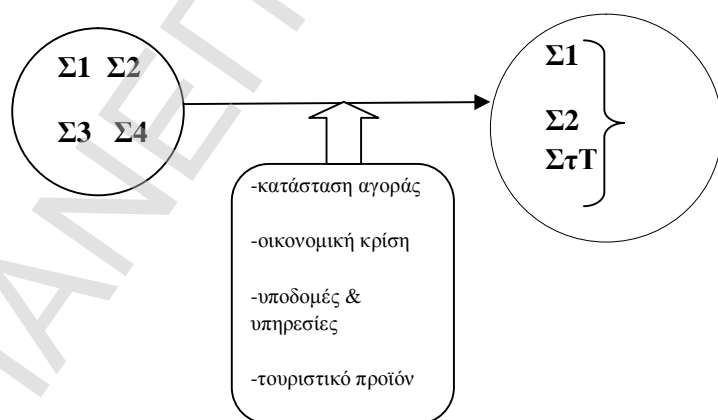 Σ1 Σ2
Σ3 Σ4
Σ1
Σ2
ΣτΤ
-κατάσταση αγοράς
-οικονομική κρίση
-υποδομές &
υπηρεσίες
-τουριστικό προϊόν